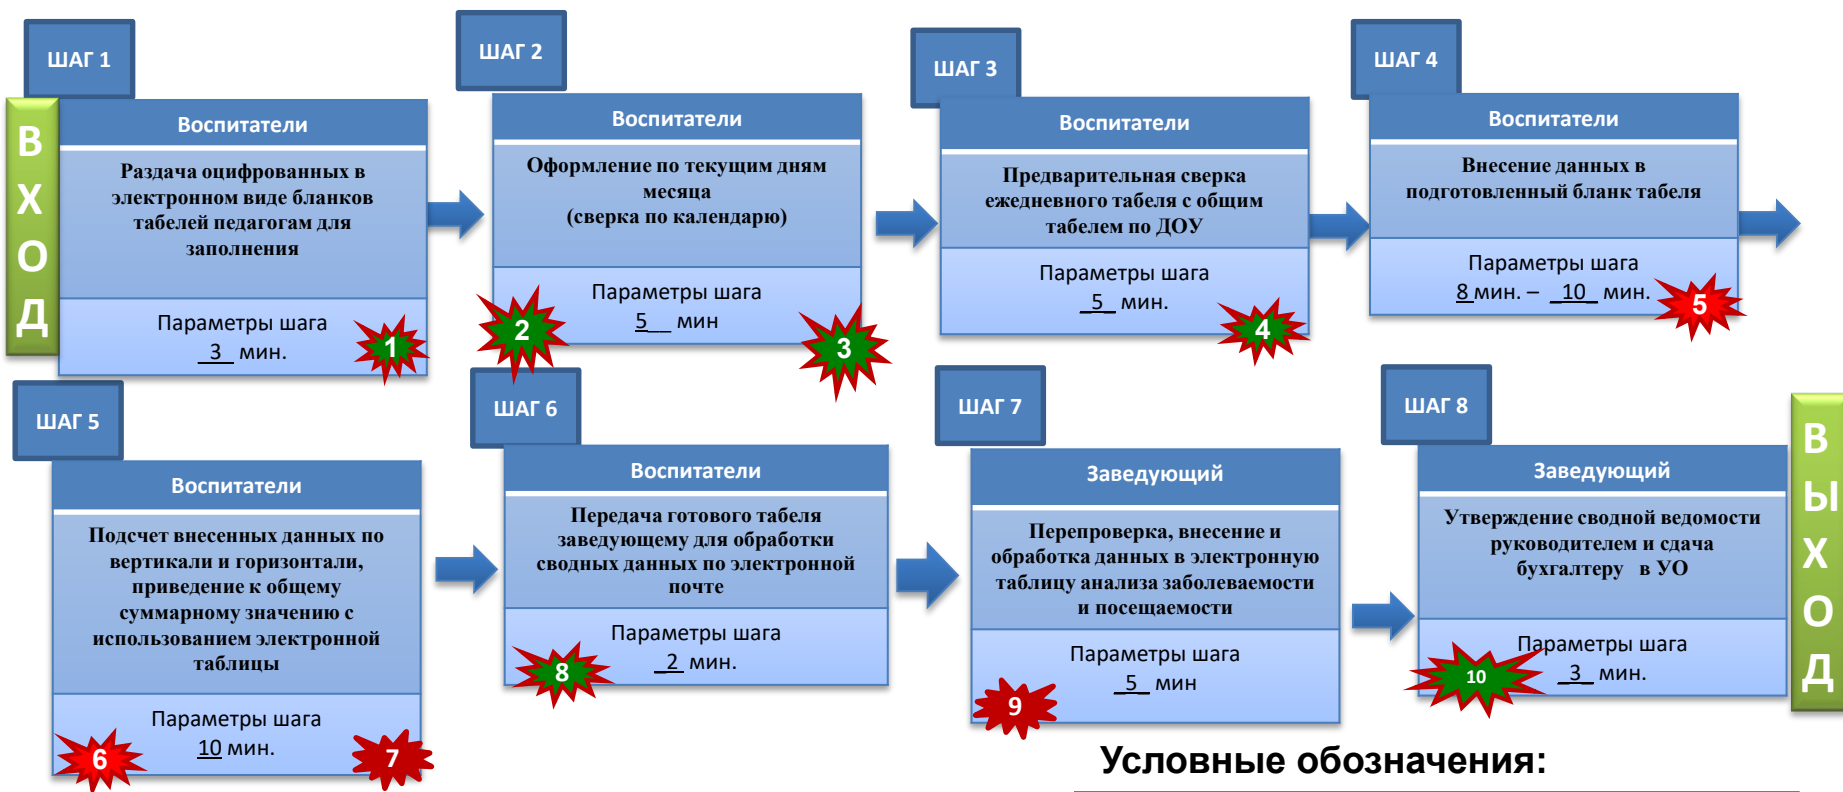 ВХОД
ШАГ 1
Воспитатели
Раздача оцифрованных в
электронном виде бланков
табелей педагогам для
заполнения
Параметры шага
_3_ мин.
1
ШАГ 2
Воспитатели
Оформление по текущим дням
месяца
(сверка по календарю)
Параметры шага
5__ мин
2
3
ШАГ 3
Воспитатели
Предварительная сверка
ежедневного табеля с общим
табелем по ДОУ
Параметры шага
_5_ мин.
4
ШАГ 4
Воспитатели
Внесение данных в
подготовленный бланк табеля
Параметры шага
8 мин. – _10_ мин.
5
ШАГ 5
Воспитатели
Подсчет внесенных данных по
вертикали и горизонтали,
приведение к общему
суммарному значению с
использованием электронной
таблицы
Параметры шага
10 мин.
6
7
ШАГ 6
Воспитатели
Передача готового табеля
заведующему для обработки
сводных данных по электронной
почте
Параметры шага
_2_ мин.
8
ШАГ 7
Заведующий
Перепроверка, внесение и
обработка данных в электронную
таблицу анализа заболеваемости
и посещаемости
Параметры шага
_5_ мин
9
ШАГ 8
Заведующий
Утверждение сводной ведомости
руководителем и сдача
бухгалтеру в УО
Параметры шага
_3_ мин.
10
ВЫХОД
Условные обозначения: